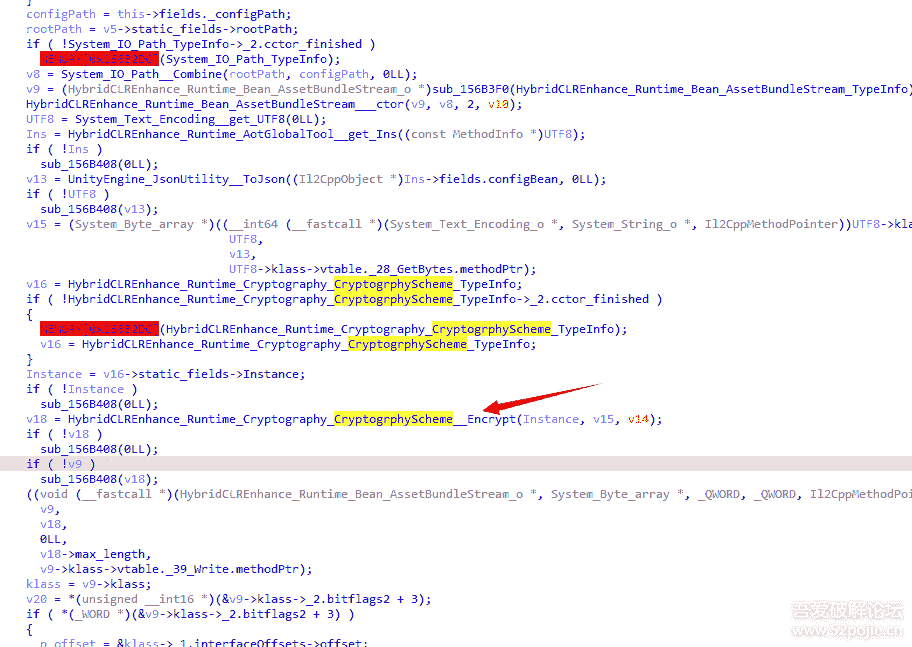 }
configPath = this->fields._configPath;
rootPath = v5->static_fields->rootPath;
if ( !System_IO_Path_TypeInfo->_2.cctor_finished )
(System_IO_Path_TypeInfo);
v8 = System_IO_Path__Combine(rootPath, configPath, 0LL);
v9 = (HybridCLREnhance_Runtime_Bean_AssetBundleStream_o *)sub_156B3F0(HybridCLREnhance_Runtime_Bean_AssetBundleStream_TypeInfo)
HybridCLREnhance_Runtime_Bean_AssetBundleStream___ctor(v9, v8, 2, v10);
UTF8 = System_Text_Encoding__get_UTF8(0LL);
Ins = HybridCLREnhance_Runtime_AotGlobalTool__get_Ins((const MethodInfo *)UTF8);
if ( !Ins )
sub_156B408(0LL);
v13 = UnityEngine_JsonUtility__ToJson((Il2CppObject *)Ins->fields.configBean, 0LL);
if ( !UTF8 )
sub_156B408(v13);
v15 = (System_Byte_array *)((__int64 (__fastcall *)(System_Text_Encoding_o *, System_String_o *, Il2CppMethodPointer))UTF8->kla
UTF8,
v13,
UTF8->klass->vtable._28_GetBytes.methodPtr);
v16 = HybridCLREnhance_Runtime_Cryptography_CryptogrphyScheme_TypeInfo;
if ( !HybridCLREnhance_Runtime_Cryptography_CryptogrphyScheme_TypeInfo->_2.cctor_finished )
{
(HybridCLREnhance_Runtime_Cryptography_CryptogrphyScheme_TypeInfo);
v16 = HybridCLREnhance_Runtime_Cryptography_CryptogrphyScheme_TypeInfo;
}
Instance = v16->static_fields->Instance;
if ( !Instance )
sub_156B408(0LL);
v18 = HybridCLREnhance_Runtime_Cryptography_CryptogrphyScheme__Encrypt(Instance, v15, v14);
if ( !v18 )
sub_156B408(0LL);
if ( !v9 )
sub_156B408(v18);
((void (__fastcall *)(HybridCLREnhance_Runtime_Bean_AssetBundleStream_o *, System_Byte_array *, _QWORD, _QWORD, Il2CppMethodPoi
v9,
v18,
0LL,
v18->max_length,
v9->klass->vtable._39_Write.methodPtr);
klass = v9->klass;
v20 = *(unsigned __int16 *)(&v9->klass->_2.bitflags2 + 3);
if ( *(_WORD *)(&v9->klass->_2.bitflags2 + 3) )
{
p_offset = &klass->_1.interfaceOffsets->offset;
吾爱破解论坛
www.52pojie.cn